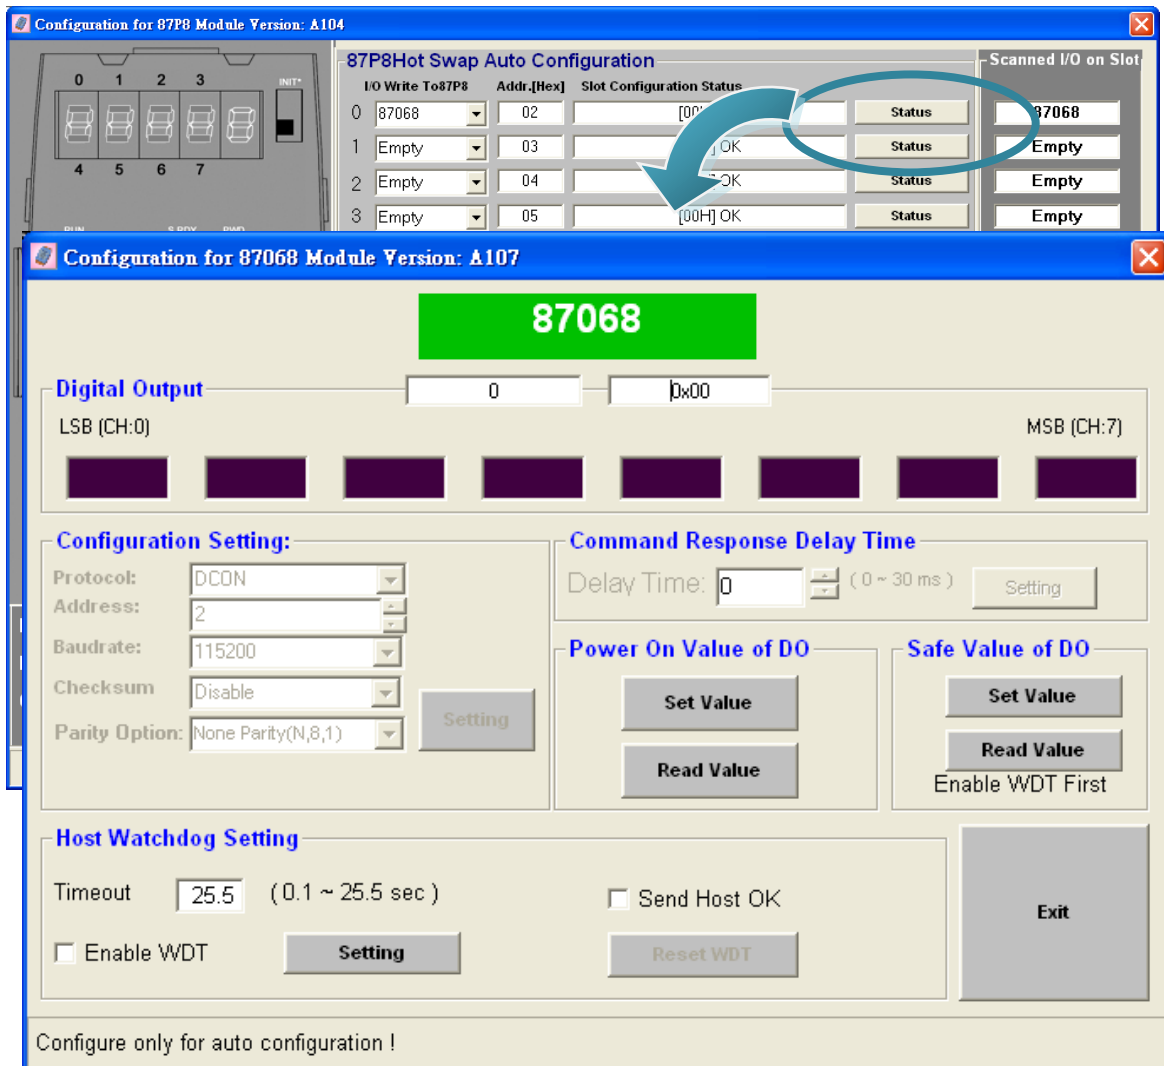 Configuration for 87P8 Module Version: A104
87P8Hot Swap Auto Configuration
Scanned I/O on Slot
0 1 2 3
INIT*
4 5 6 7
I/O Write To87P8 Addr.[Hex] Slot Configuration Status
0 87068 02 Status 87068
1 Empty 03 OK Status Empty
2 Empty 04 OK Status Empty
3 Empty 05 [00H] OK Status Empty
Configuration for 87068 Module Version: A107
87068
Digital Output 0 0x00
LSB (CH:0) MSB (CH:7)
Configuration Setting:
Protocol: DCON
Address: 2
Baudrate: 115200
Checksum Disable
Parity Option: None Parity(N,8,1)
Setting
Command Response Delay Time
Delay Time: 0 ( 0 ~ 30 ms ) Setting
Power On Value of DO
Set Value
Read Value
Safe Value of DO
Set Value
Read Value
Enable WDT First
Host Watchdog Setting
Timeout 25.5 ( 0.1 ~ 25.5 sec ) Send Host OK
Enable WDT Setting Reset WDT
Exit
Configure only for auto configuration !